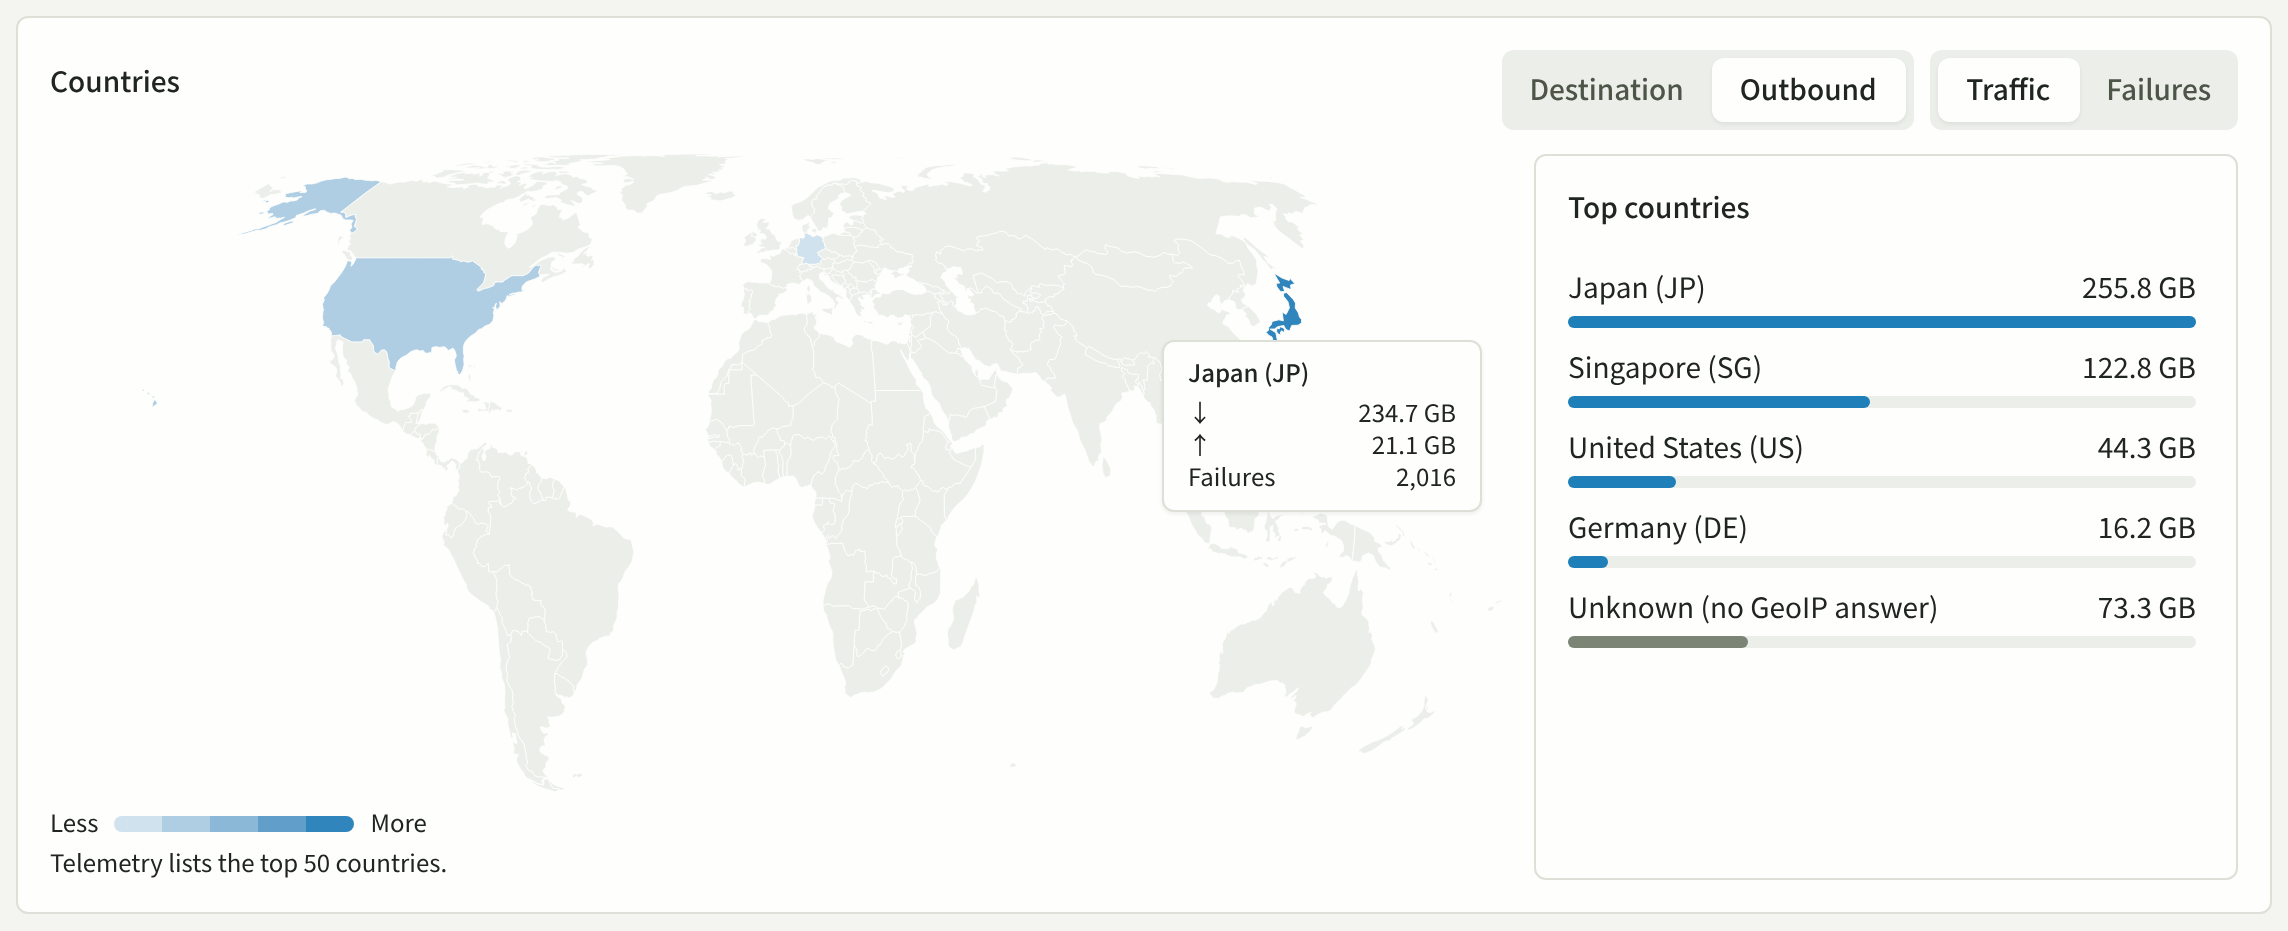 Countries
Destination Outbound Traffic Failures
Top countries
Japan (JP) 255.8 GB
Singapore (SG) 122.8 GB
United States (US) 44.3 GB
Germany (DE) 16.2 GB
Unknown (no GeoIP answer) 73.3 GB
Japan (JP)
↓ 234.7 GB
↑ 21.1 GB
Failures 2,016
Less More
Telemetry lists the top 50 countries.